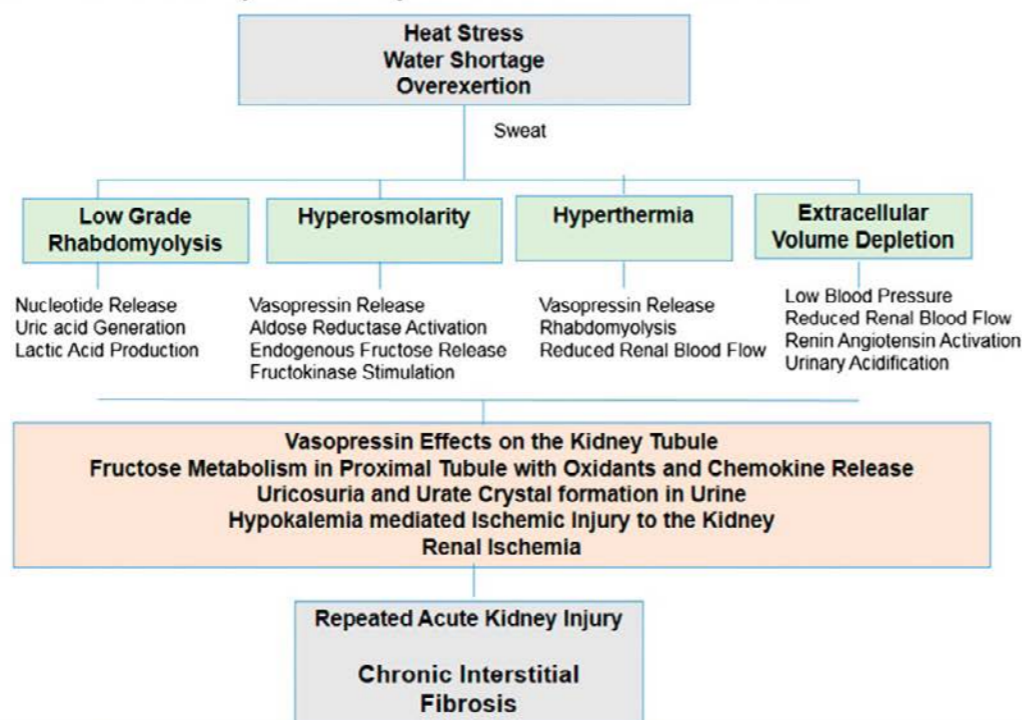 Heat Stress
Water Shortage
Overexertion
Sweat
Low Grade
Rhabdomyolysis
Hyperosmolarity
Hyperthermia
Extracellular
Volume Depletion
Nucleotide Release
Uric acid Generation
Lactic Acid Production
Vasopressin Release
Aldose Reductase Activation
Endogenous Fructose Release
Fructokinase Stimulation
Vasopressin Release
Rhabdomyolysis
Reduced Renal Blood Flow
Low Blood Pressure
Reduced Renal Blood Flow
Renin Angiotensin Activation
Urinary Acidification
Vasopressin Effects on the Kidney Tubule
Fructose Metabolism in Proximal Tubule with Oxidants and Chemokine Release
Uricosuria and Urate Crystal formation in Urine
Hypokalemia mediated Ischemic Injury to the Kidney
Renal Ischemia
Repeated Acute Kidney Injury
Chronic Interstitial
Fibrosis